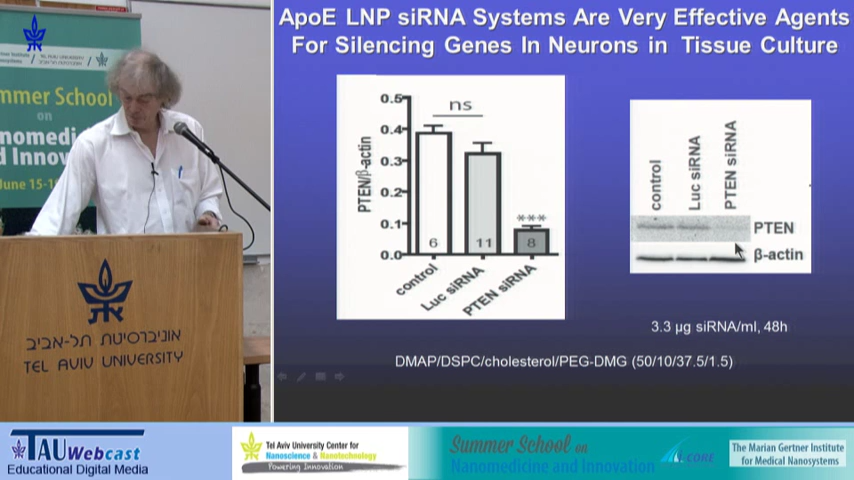 ApoE LNP siRNA Systems Are Very Effective Agents
For Silencing Genes In Neurons in Tissue Culture
PTEN/β-actin
0.5
0.4
0.3
0.2
0.1
0.0
ns
***
6
11
8
control
Luc siRNA
PTEN siRNA
control
Luc siRNA
PTEN siRNA
PTEN
β-actin
3.3 µg siRNA/ml, 48h
DMAP/DSPC/cholesterol/PEG-DMG (50/10/37.5/1.5)
mmer School
on
nomedic
d Innov
June 15-1
אוניברסיטת תל-אביב
TEL AVIV UNIVERSITY
TAU Webcast
Educational Digital Media
Tel Aviv University Center for
Nanoscience & Nanotechnology
Powering Innovation
Summer School on
Nanomedicine and Innovation
I-CORE
The Marian Gertner Institute
for Medical Nanosystems